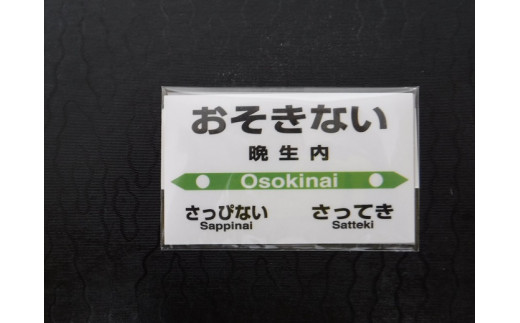 おそきない
晩生内
Osokinai
さっぴない さってき
Sappinai Satteki